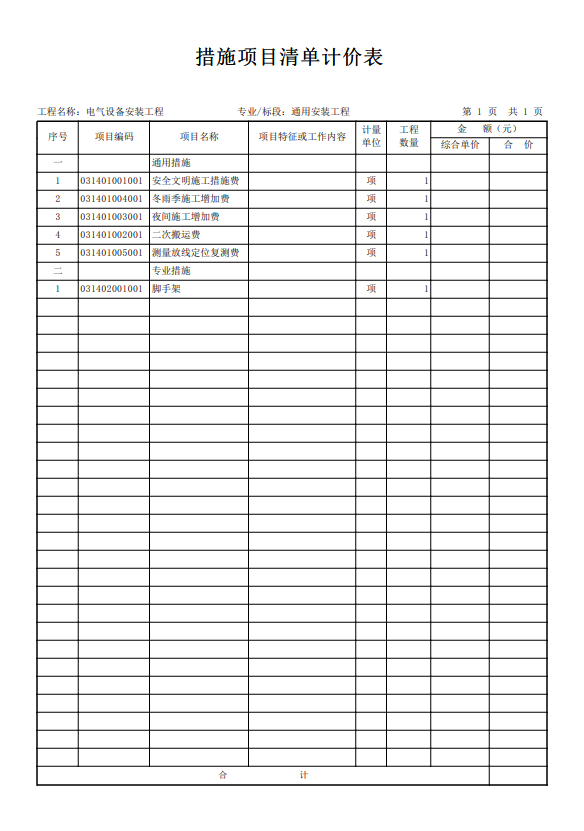 措施项目清单计价表
工程名称：电气设备安装工程 专业/标段：通用安装工程 第 1 页 共 1 页
序号 项目编码 项目名称 项目特征或工作内容 计量单位 工程数量 金 额（元）
综合单价 合 价
一 通用措施
1 031401001001 安全文明施工措施费 项 1
2 031401004001 冬雨季施工增加费 项 1
3 031401003001 夜间施工增加费 项 1
4 031401002001 二次搬运费 项 1
5 031401005001 测量放线定位复测费 项 1
二 专业措施
1 031402001001 脚手架 项 1
合 计